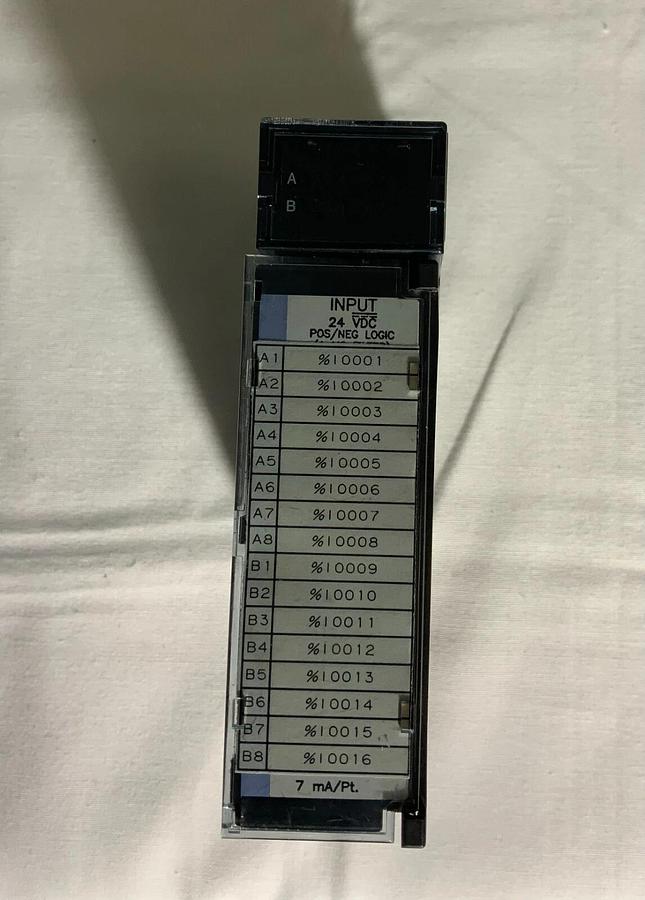 A
B
INPUT
24 VDC
POS/NEG LOGIC
A1 %I0001
A2 %I0002
A3 %I0003
A4 %I0004
A5 %I0005
A6 %I0006
A7 %I0007
A8 %I0008
B1 %I0009
B2 %I0010
B3 %I0011
B4 %I0012
B5 %I0013
B6 %I0014
B7 %I0015
B8 %I0016
7 mA/Pt.